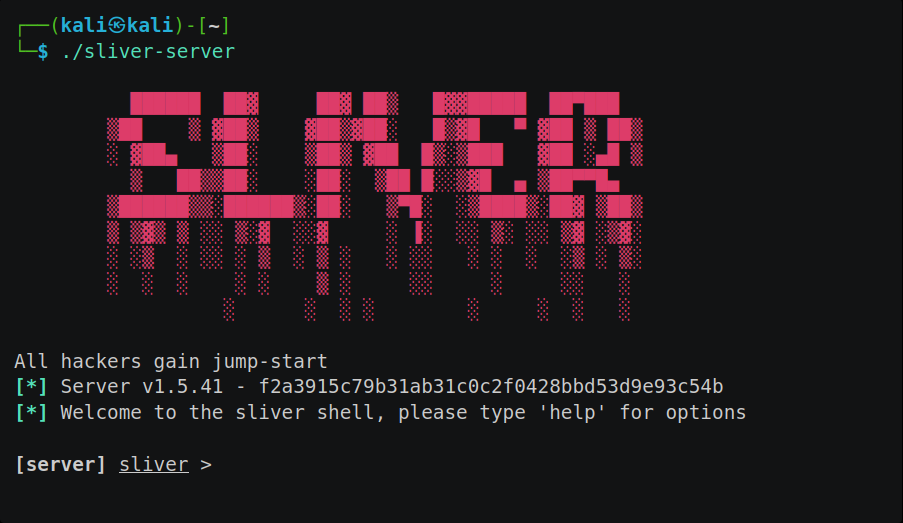 ┌──(kali㉿kali)-[~]
└─$ ./sliver-server
SLIVER
All hackers gain jump-start
[*] Server v1.5.41 - f2a3915c79b31ab31c0c2f0428bbd53d9e93c54b
[*] Welcome to the sliver shell, please type 'help' for options
[server] sliver >